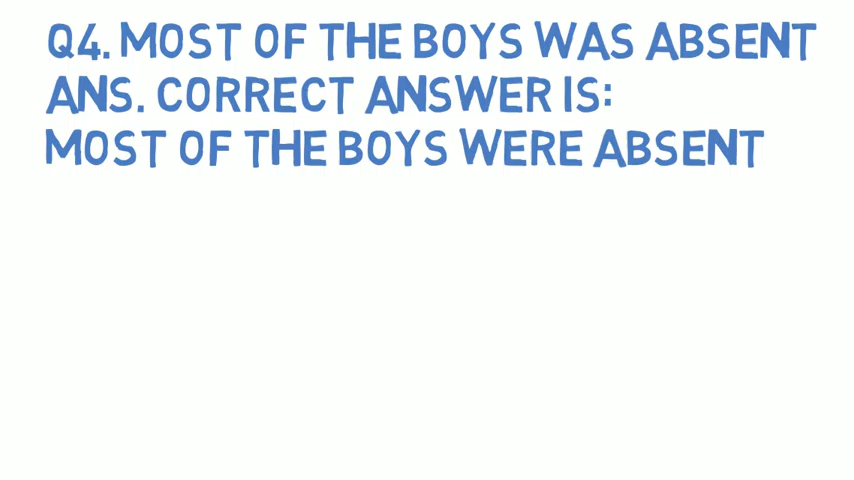 Q4. MOST OF THE BOYS WAS ABSENT
ANS. CORRECT ANSWER IS:
MOST OF THE BOYS WERE ABSENT